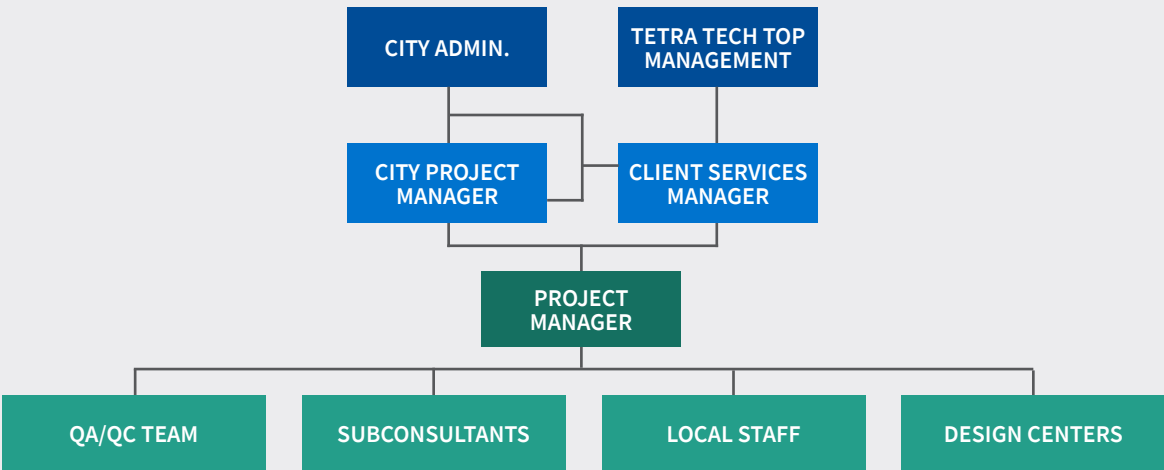 CITY ADMIN.
TETRA TECH TOP
MANAGEMENT
CITY PROJECT
MANAGER
CLIENT SERVICES
MANAGER
PROJECT
MANAGER
QA/QC TEAM
SUBCONSULTANTS
LOCAL STAFF
DESIGN CENTERS